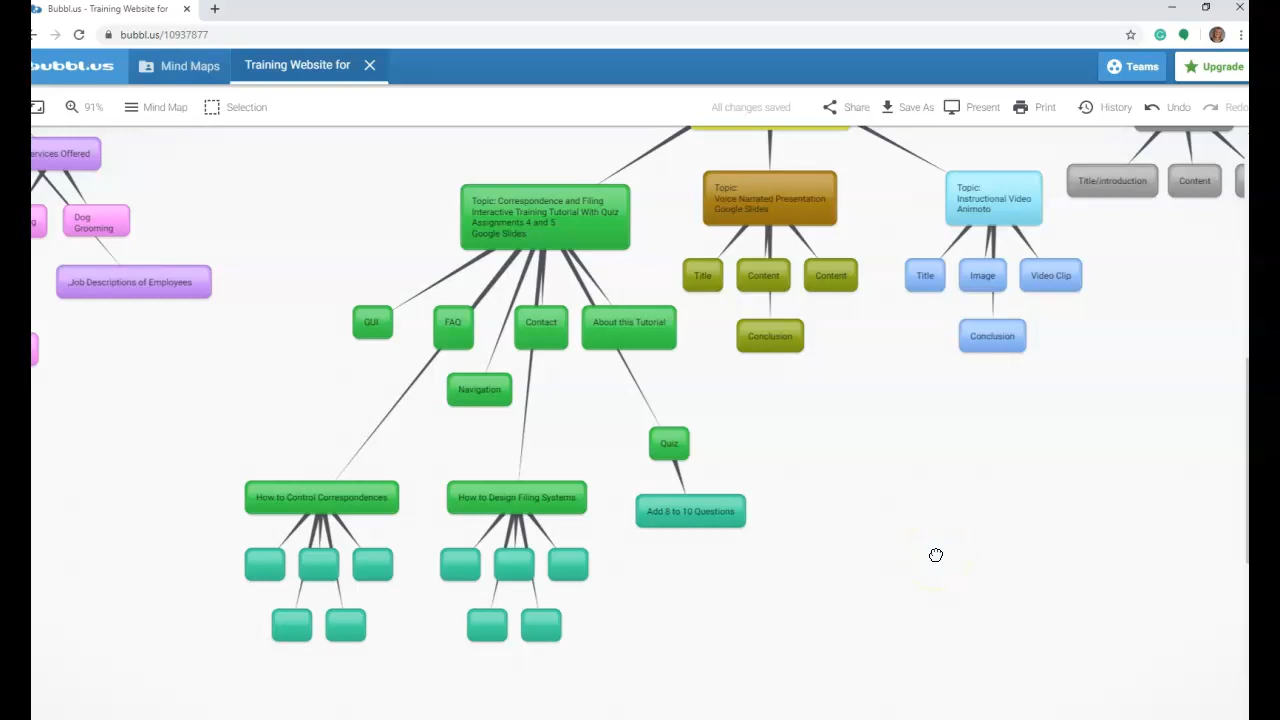 Bubbl.us - Training Website for
bubbl.us/10937877
bubbl.us
Mind Maps
Training Website for
Teams
Upgrade
91%
Mind Map
Selection
All changes saved
Share
Save As
Present
Print
History
Undo
Redo
ervices Offered
g
Dog
Grooming
Job Descriptions of Employees
Topic: Correspondence and Filing
Interactive Training Tutorial With Quiz
Assignments 4 and 5
Google Slides
Topic:
Voice Narrated Presentation
Google Slides
Topic:
Instructional Video
Animoto
Title/introduction
Content
Title
Content
Content
Title
Image
Video Clip
Conclusion
Conclusion
GUI
FAQ
Contact
About this Tutorial
Navigation
Quiz
How to Control Correspondences
How to Design Filing Systems
Add 8 to 10 Questions